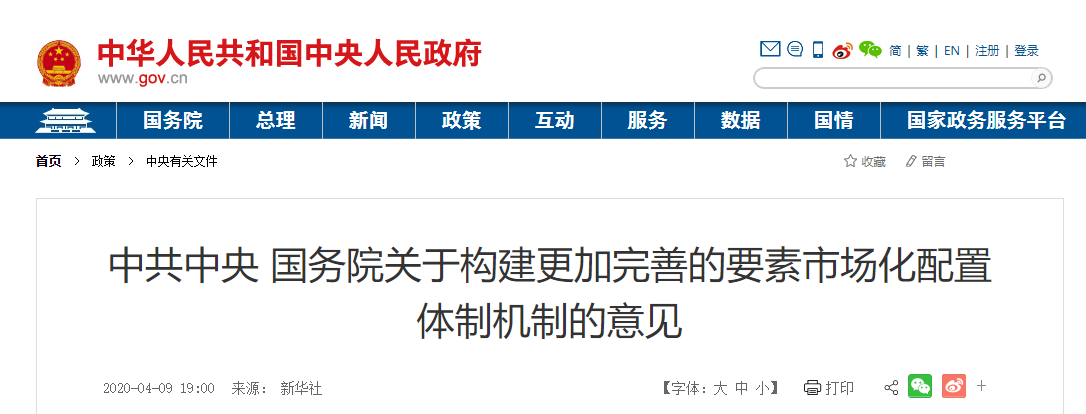 中华人民共和国中央人民政府
www.gov.cn
简 | 繁 | EN | 注册 | 登录
国务院 总理 新闻 政策 互动 服务 数据 国情 国家政务服务平台
首页 > 政策 > 中央有关文件
收藏 留言
中共中央 国务院关于构建更加完善的要素市场化配置
体制机制的意见
2020-04-09 19:00 来源： 新华社
【字体：大 中 小】 打印 +